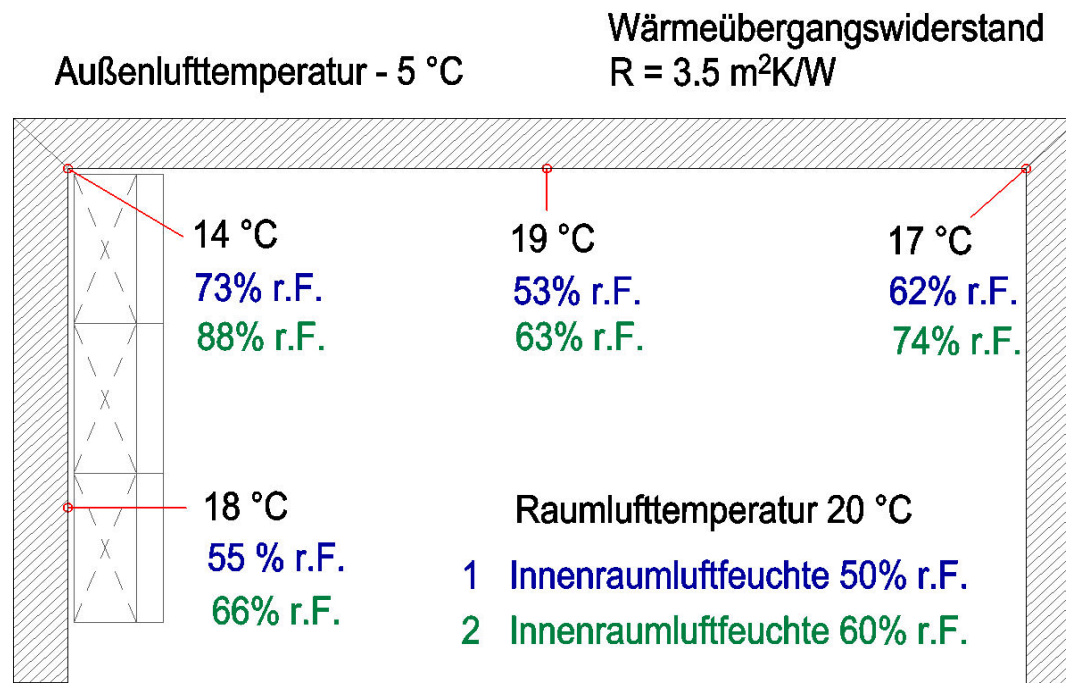 Außenlufttemperatur - 5 °C
Wärmeübergangswiderstand
R = 3.5 m²K/W
14 °C
73% r.F.
88% r.F.
19 °C
53% r.F.
63% r.F.
17 °C
62% r.F.
74% r.F.
18 °C
55 % r.F.
66% r.F.
Raumlufttemperatur 20 °C
1 Innenraumluftfeuchte 50% r.F.
2 Innenraumluftfeuchte 60% r.F.